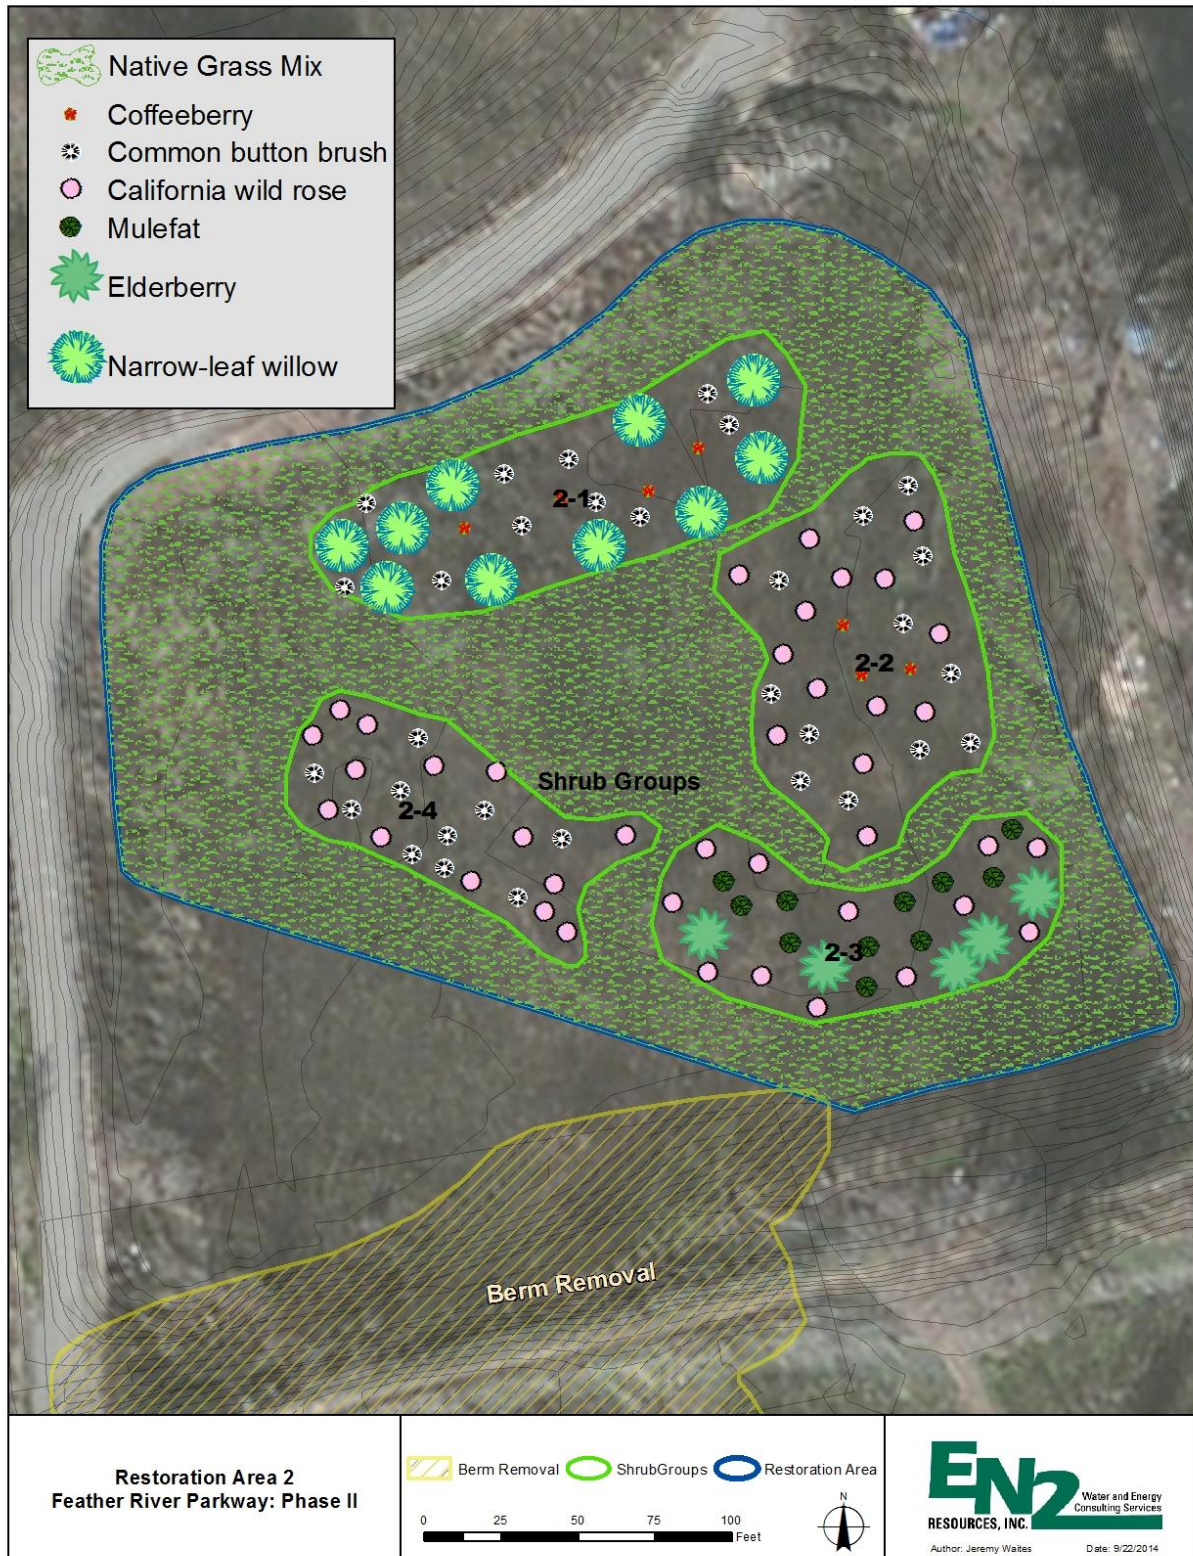 Native Grass Mix
Coffeeberry
Common button brush
California wild rose
Mulefat
Elderberry
Narrow-leaf willow
2-1
2-2
Shrub Groups
2-4
2-3
Berm Removal
Restoration Area 2
Feather River Parkway: Phase II
Berm Removal
ShrubGroups
Restoration Area
0 25 50 75 100
Feet
N
EN2
RESOURCES, INC.
Water and Energy
Consulting Services
Author: Jeremy Waites
Date: 9/22/2014